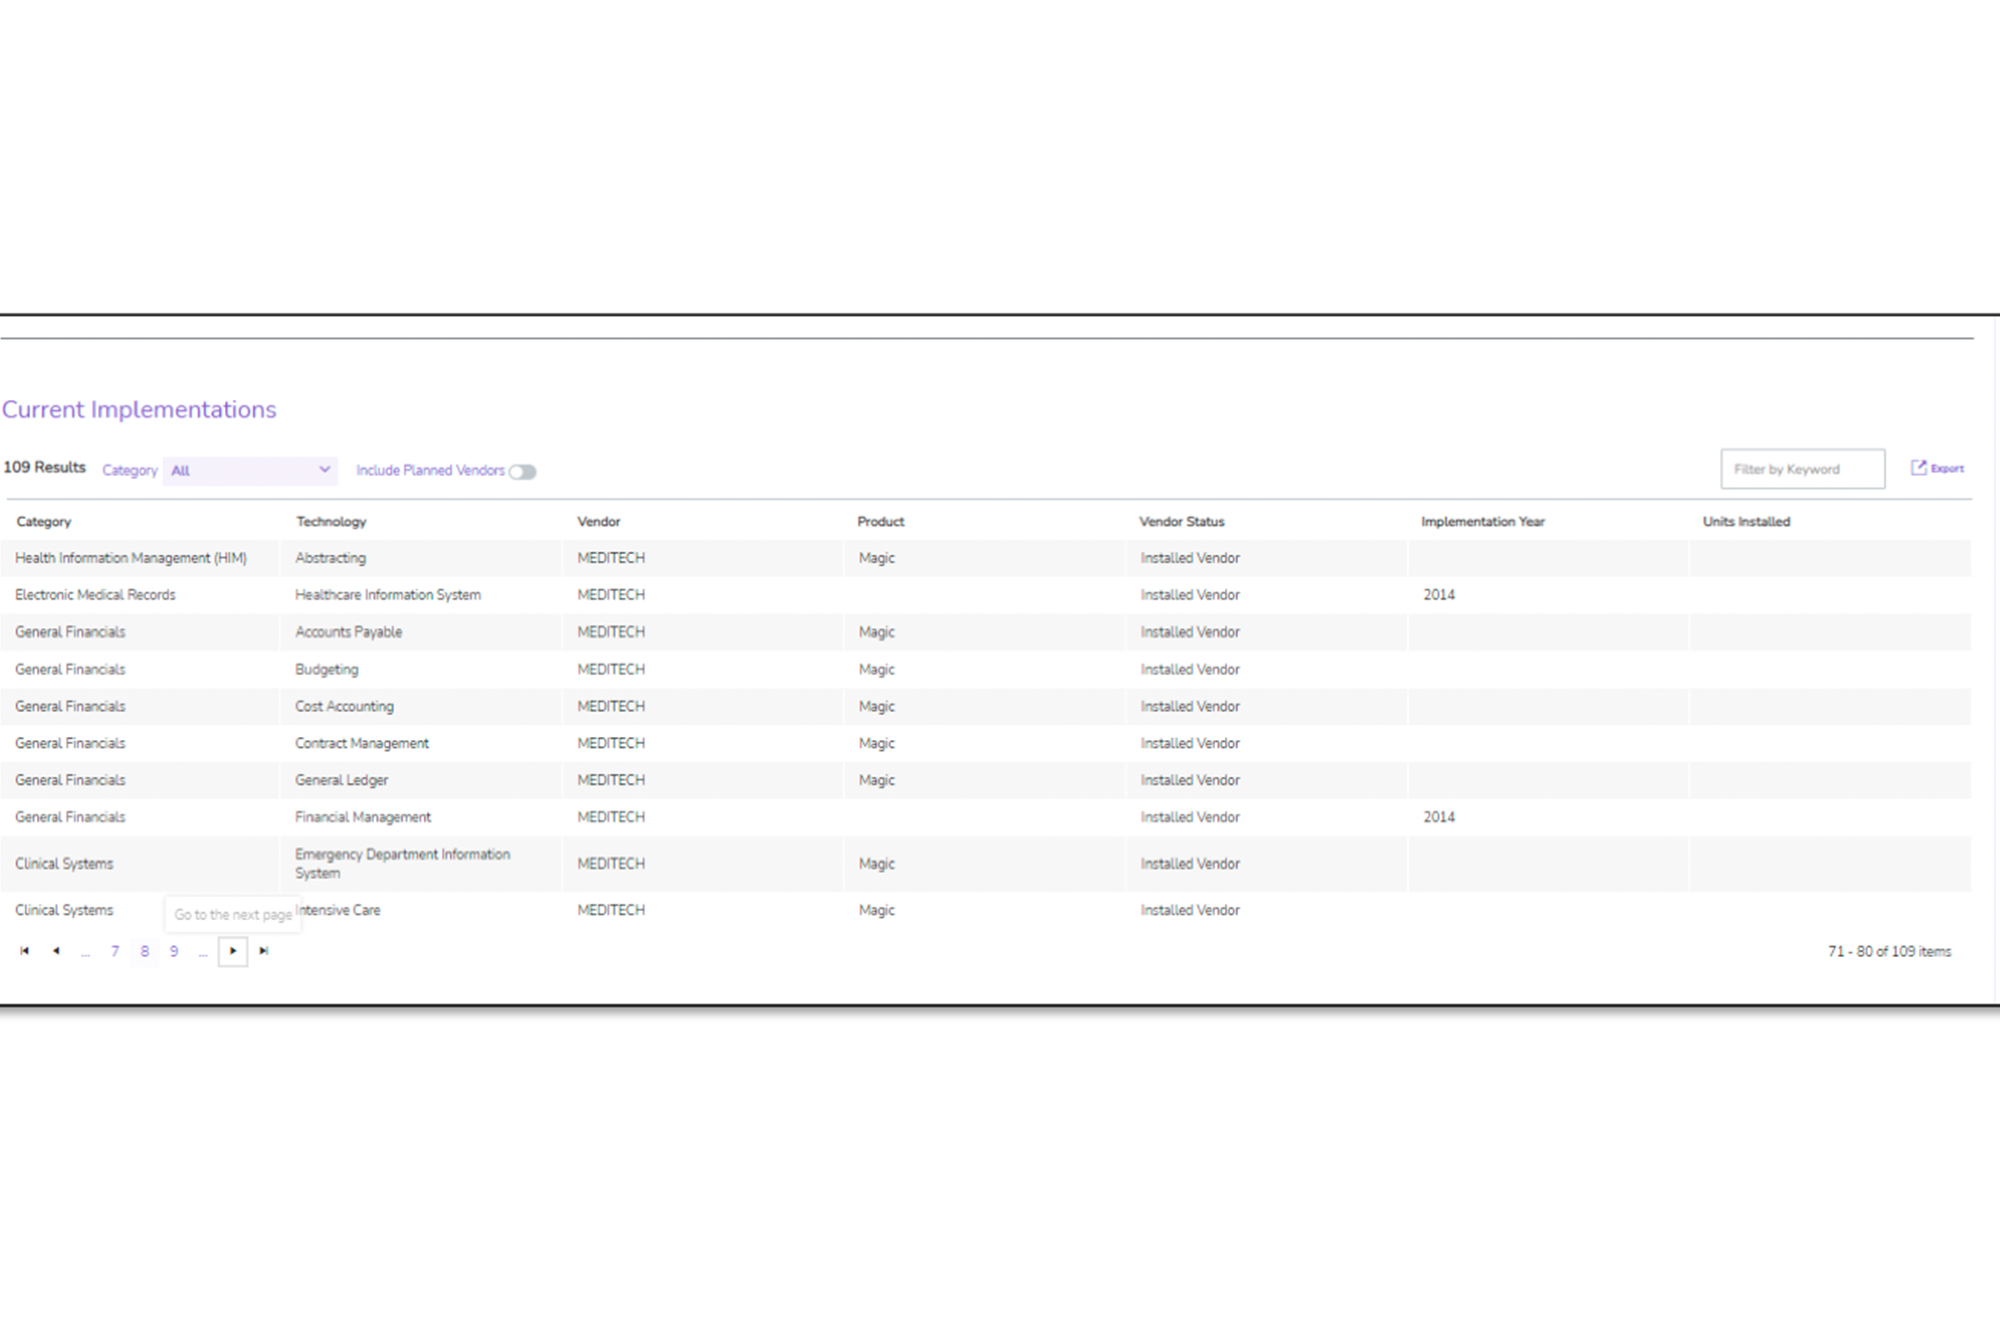 Current Implementations
109 Results Category All Include Planned Vendors Filter by Keyword Export
Category Technology Vendor Product Vendor Status Implementation Year Units Installed
Health Information Management (HIM) Abstracting MEDITECH Magic Installed Vendor
Electronic Medical Records Healthcare Information System MEDITECH Installed Vendor 2014
General Financials Accounts Payable MEDITECH Magic Installed Vendor
General Financials Budgeting MEDITECH Magic Installed Vendor
General Financials Cost Accounting MEDITECH Magic Installed Vendor
General Financials Contract Management MEDITECH Magic Installed Vendor
General Financials General Ledger MEDITECH Magic Installed Vendor
General Financials Financial Management MEDITECH Installed Vendor 2014
Clinical Systems Emergency Department Information System MEDITECH Magic Installed Vendor
Clinical Systems Intensive Care MEDITECH Magic Installed Vendor
Go to the next page
... 7 8 9 ... 71 - 80 of 109 items